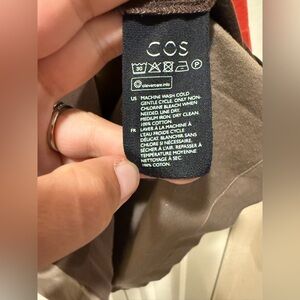 COS
30 P
clevercare.info
US MACHINE WASH COLD
GENTLE CYCLE. ONLY NON-
CHLORINE BLEACH WHEN
NEEDED. LINE DRY.
MEDIUM IRON. DRY CLEAN.
100% COTTON.
FR LAVER À LA MACHINE À
L'EAU FROIDE CYCLE
DÉLICAT. BLANCHIR SANS
CHLORE, SI NÉCESSAIRE.
SÉCHER À L'AIR. REPASSER À
TEMPÉRATURE MOYENNE
NETTOYAGE À SEC.
100% COTON.